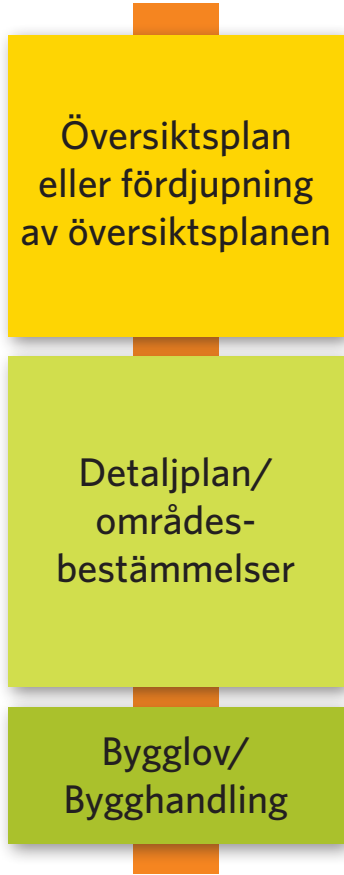 Översiktsplan
eller fördjupning
av översiktsplanen
Detaljplan/
områdes-
bestämmelser
Bygglov/
Bygghandling